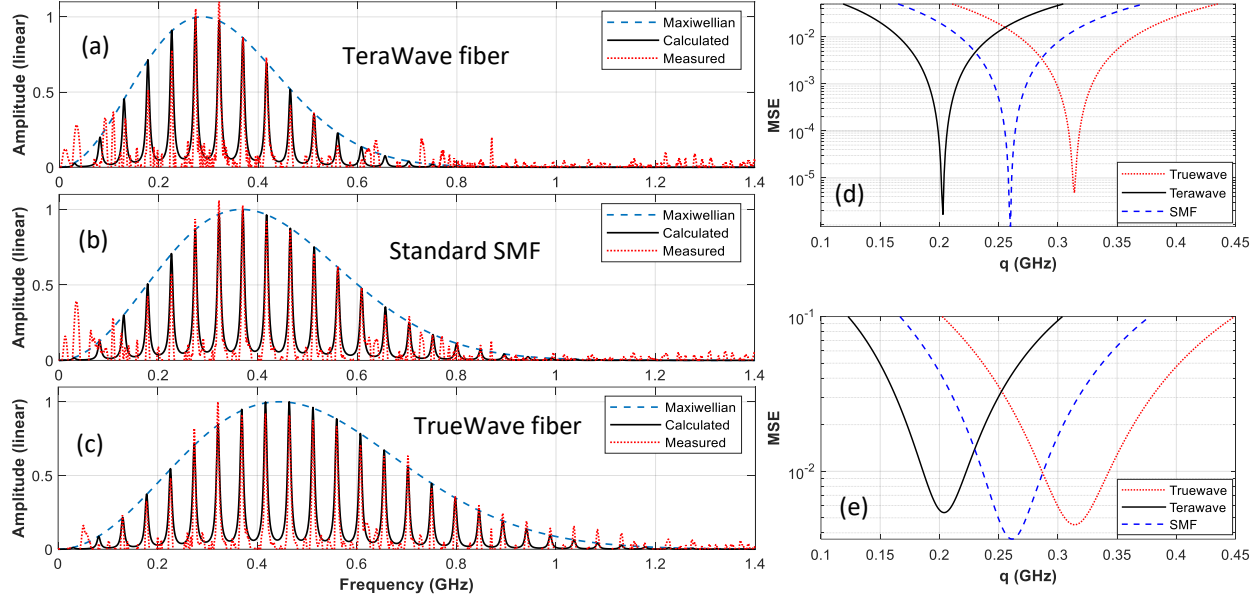 (a)
TeraWave fiber
Maxwellian
Calculated
Measured
Amplitude (linear)
1
0.5
0
0 0.2 0.4 0.6 0.8 1 1.2 1.4
(b)
Standard SMF
Maxwellian
Calculated
Measured
Amplitude (linear)
1
0.5
0
0 0.2 0.4 0.6 0.8 1 1.2 1.4
(c)
TrueWave fiber
Maxwellian
Calculated
Measured
Amplitude (linear)
1
0.5
0
0 0.2 0.4 0.6 0.8 1 1.2 1.4
Frequency (GHz)
10-2
10-3
10-4
10-5
MSE
(d)
Truewave
Terawave
SMF
0.1 0.15 0.2 0.25 0.3 0.35 0.4 0.45
q (GHz)
10-1
10-2
MSE
(e)
Truewave
Terawave
SMF
0.1 0.15 0.2 0.25 0.3 0.35 0.4 0.45
q (GHz)